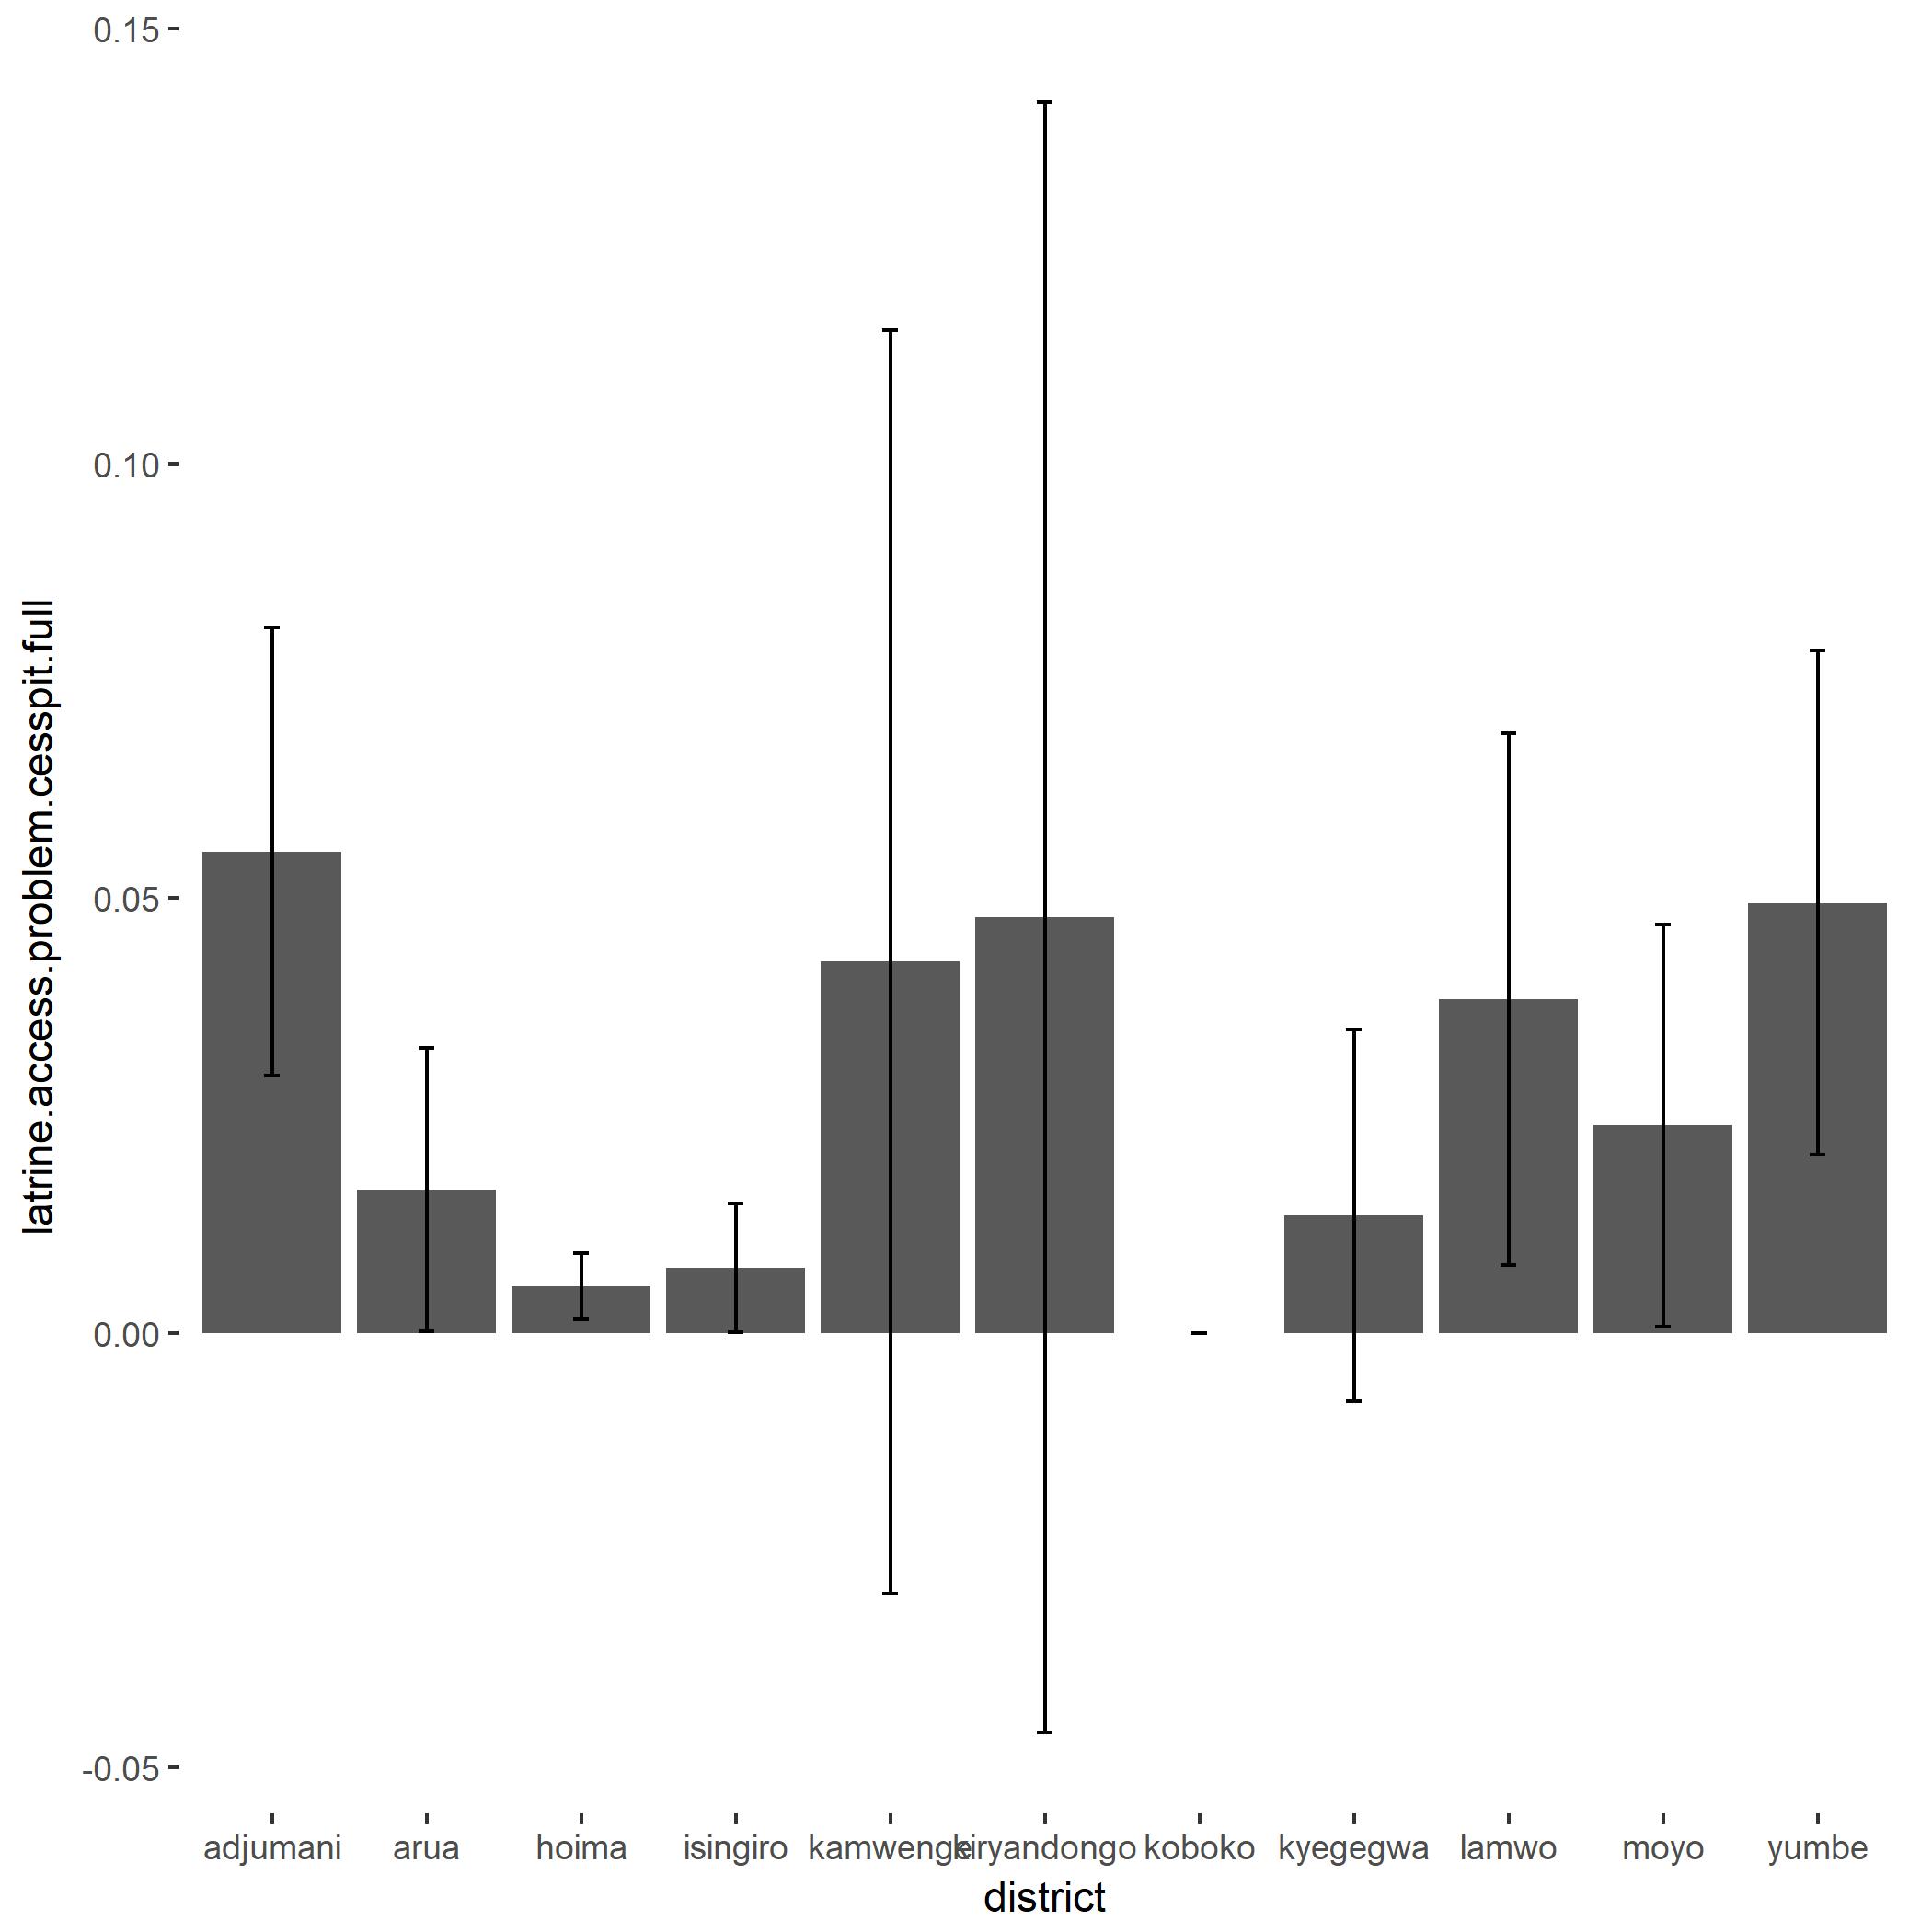 latrine.access.problem.cesspit.full
0.15
0.10
0.05
0.00
-0.05
adjumani arua hoima isingiro kamwenge kiryandongo koboko kyegegwa lamwo moyo yumbe
district